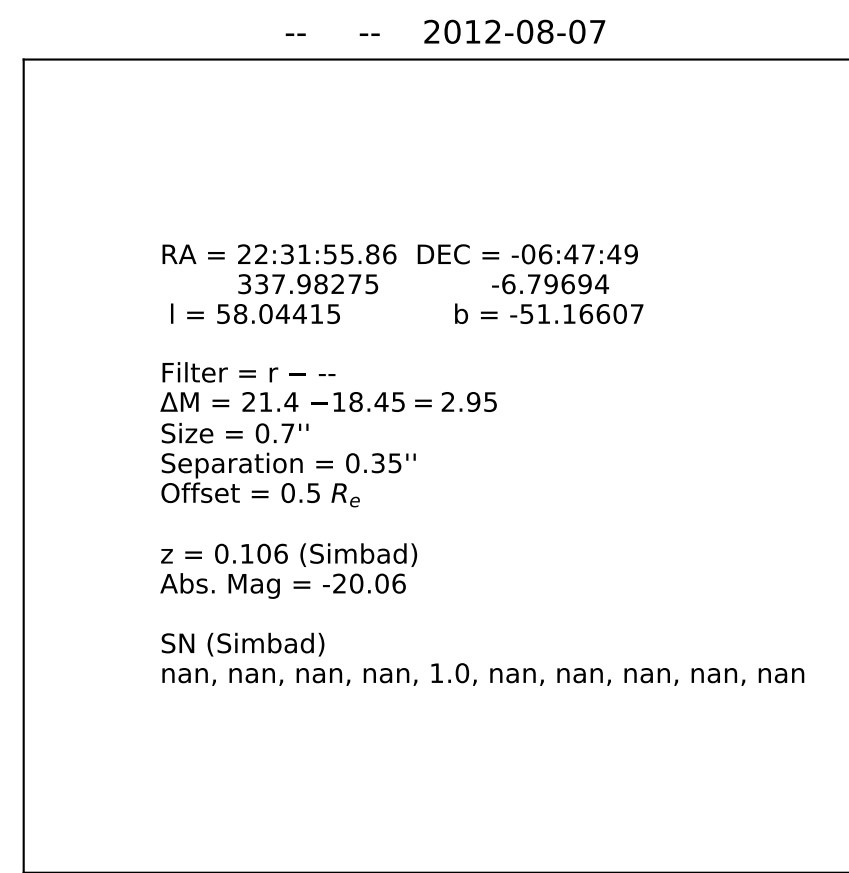 -- -- 2012-08-07
RA = 22:31:55.86 DEC = -06:47:49
337.98275 -6.79694
l = 58.04415 b = -51.16607
Filter = r − --
ΔM = 21.4 −18.45 = 2.95
Size = 0.7''
Separation = 0.35''
Offset = 0.5 Rₑ
z = 0.106 (Simbad)
Abs. Mag = -20.06
SN (Simbad)
nan, nan, nan, nan, 1.0, nan, nan, nan, nan, nan